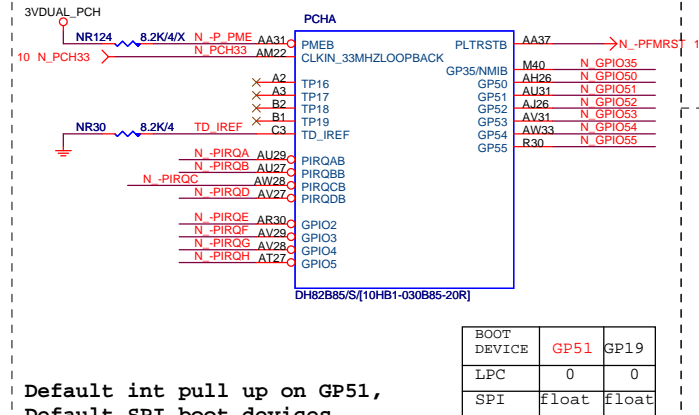 3VDUAL_PCH
PCHA
NR124 8.2K/4/X N_-P_PME AA31 PMEB PLTRSTB AA37 N_-PFMRST 1
10 N_PCH33 N_PCH33 AM22 CLKIN_33MHZLOOPBACK
GP35/NMIB M40 N_GPIO35
A2 TP16 GP50 AH26 N_GPIO50
A3 TP17 GP51 AU31 N_GPIO51
B2 TP18 GP52 AJ26 N_GPIO52
B1 TP19 GP53 AV31 N_GPIO53
NR30 8.2K/4 TD_IREF C3 TD_IREF GP54 AW33 N_GPIO54
GP55 R30 N_GPIO55
N_-PIRQA AU29 PIRQAB
N_-PIRQB AU27 PIRQBB
N_-PIRQC AW28 PIRQCB
N_-PIRQD AV27 PIRQDB
N_-PIRQE AR30 GPIO2
N_-PIRQF AV29 GPIO3
N_-PIRQG AV28 GPIO4
N_-PIRQH AT27 GPIO5
DH82B85/S/[10HB1-030B85-20R]
BOOT
DEVICE GP51 GP19
LPC 0 0
SPI float float
Default int pull up on GP51,
Default SPI boot devices